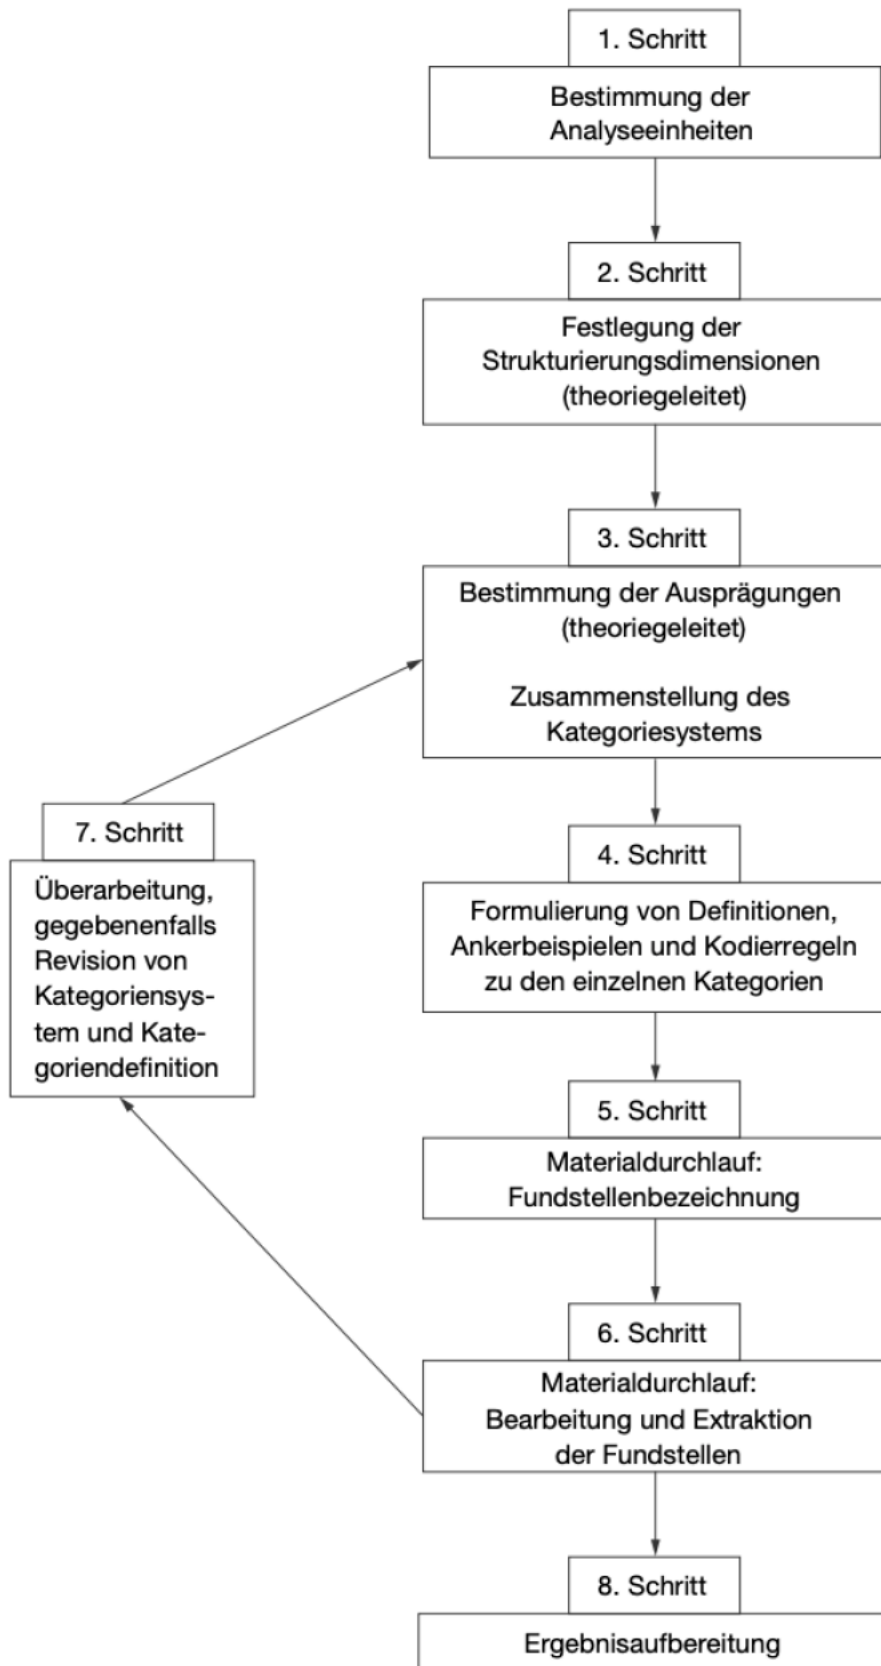 1. Schritt
Bestimmung der
Analyseeinheiten
2. Schritt
Festlegung der
Strukturierungsdimensionen
(theoriegeleitet)
3. Schritt
Bestimmung der Ausprägungen
(theoriegeleitet)
Zusammenstellung des
Kategoriesystems
4. Schritt
Formulierung von Definitionen,
Ankerbeispielen und Kodierregeln
zu den einzelnen Kategorien
5. Schritt
Materialdurchlauf:
Fundstellenbezeichnung
6. Schritt
Materialdurchlauf:
Bearbeitung und Extraktion
der Fundstellen
7. Schritt
Überarbeitung,
gegebenenfalls
Revision von
Kategoriensys-
tem und Kate-
goriendefinition
8. Schritt
Ergebnisaufbereitung